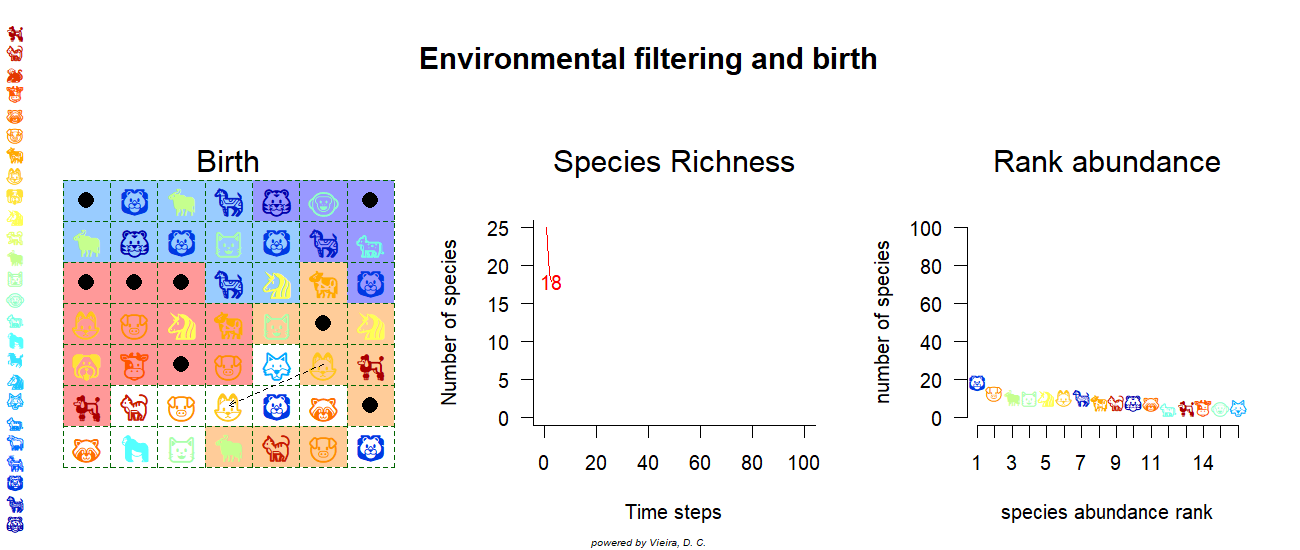 Environmental filtering and birth
Birth
Species Richness
Number of species
25
20
15
10
5
0
18
0 20 40 60 80 100
Time steps
Rank abundance
number of species
100
80
60
40
20
0
1 3 5 7 9 11 14
species abundance rank
powered by Vieira, D. C.